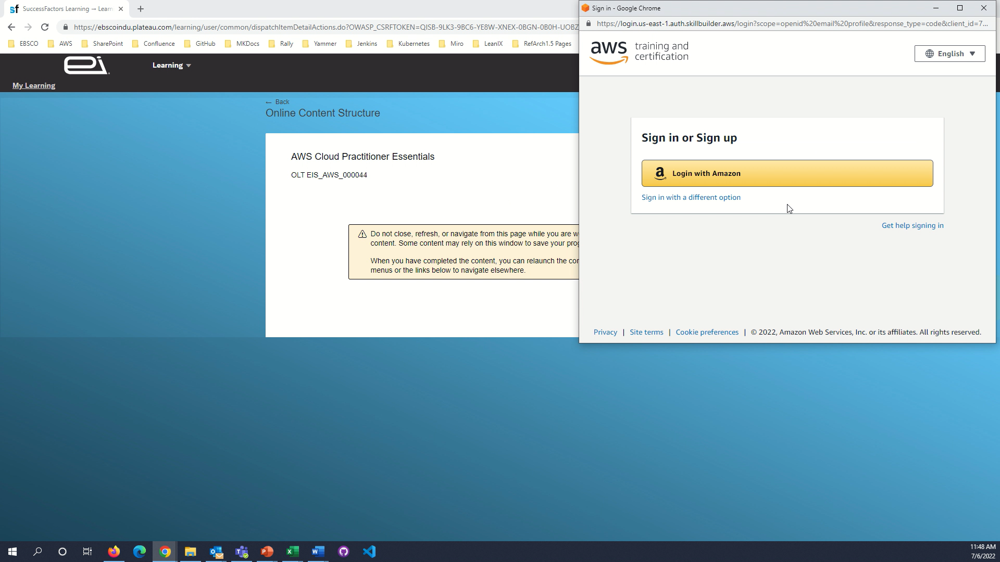 SuccessFactors Learning → Learn
https://ebscoindu.plateau.com/learning/user/common/dispatchItemDetailActions.do?OWASP_CSRFTOKEN=QISB-9LK3-9BC6-YE8W-XNEX-0BGN-0B0H-UOBZ
EBSCO AWS SharePoint Confluence GitHub MKDocs Rally Yammer Jenkins Kubernetes Miro LeanIX RefArch1.5 Pages
ei Learning
My Learning
← Back
Online Content Structure
AWS Cloud Practitioner Essentials
OLT EIS_AWS_000044
Do not close, refresh, or navigate from this page while you are w
content. Some content may rely on this window to save your prog
When you have completed the content, you can relaunch the con
menus or the links below to navigate elsewhere.
Sign in - Google Chrome
https://login.us-east-1.auth.skillbuilder.aws/login?scope=openid%20email%20profile&response_type=code&client_id=7...
aws training and
certification
English
Sign in or Sign up
a Login with Amazon
Sign in with a different option
Get help signing in
Privacy | Site terms | Cookie preferences | © 2022, Amazon Web Services, Inc. or its affiliates. All rights reserved.
11:48 AM
7/6/2022